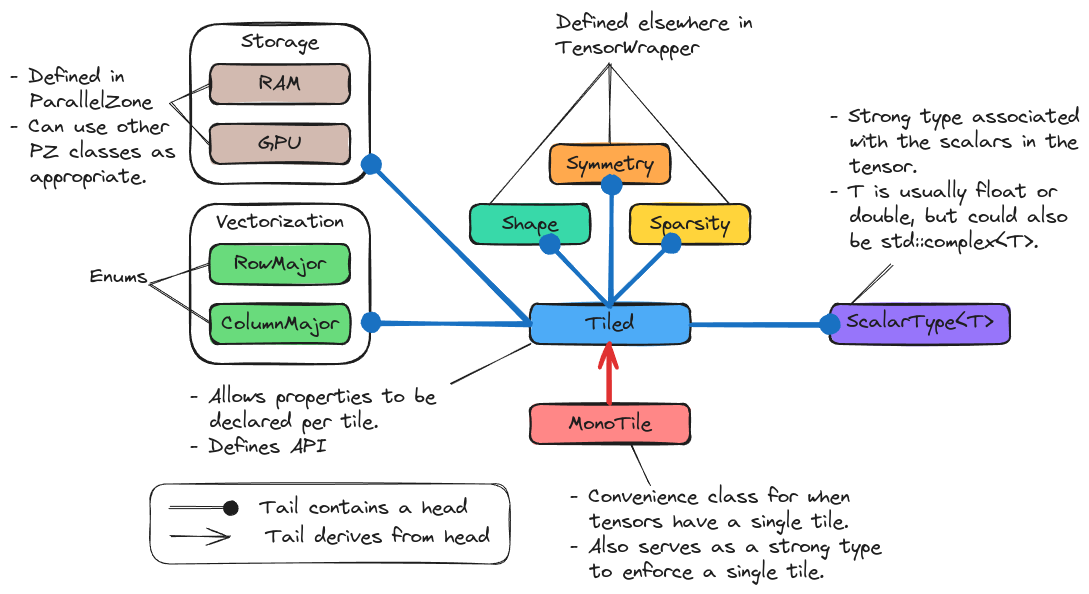 Storage
RAM
GPU
- Defined in
ParallelZone
- Can use other
PZ classes as
appropriate.
Defined elsewhere in
TensorWrapper
Symmetry
Shape
Sparsity
- Strong type associated
with the scalars in the
tensor.
- T is usually float or
double, but could also
be std::complex<T>.
Vectorization
RowMajor
ColumnMajor
Enums
Tiled
ScalarType<T>
- Allows properties to be
declared per tile.
- Defines API
MonoTile
- Convenience class for when
tensors have a single tile.
- Also serves as a strong type
to enforce a single tile.
Tail contains a head
Tail derives from head